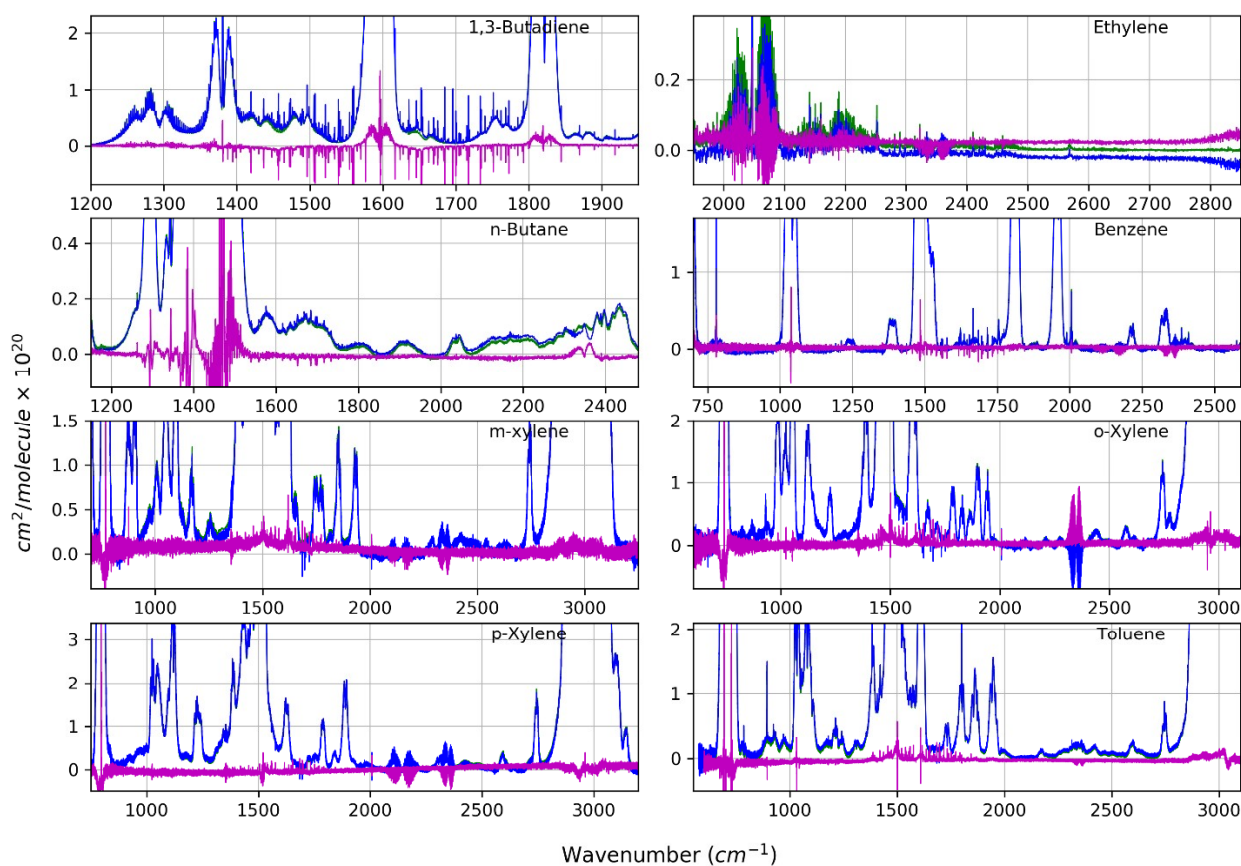 1,3-Butadiene
2
1
0
1200 1300 1400 1500 1600 1700 1800 1900
Ethylene
0.2
0.0
2000 2100 2200 2300 2400 2500 2600 2700 2800
n-Butane
0.4
0.2
0.0
1200 1400 1600 1800 2000 2200 2400
Benzene
1
0
750 1000 1250 1500 1750 2000 2250 2500
m-xylene
1.5
1.0
0.5
0.0
1000 1500 2000 2500 3000
o-Xylene
2
1
0
1000 1500 2000 2500 3000
p-Xylene
3
2
1
0
1000 1500 2000 2500 3000
Toluene
2
1
0
1000 1500 2000 2500 3000
cm²/molecule × 10²⁰
Wavenumber (cm⁻¹)